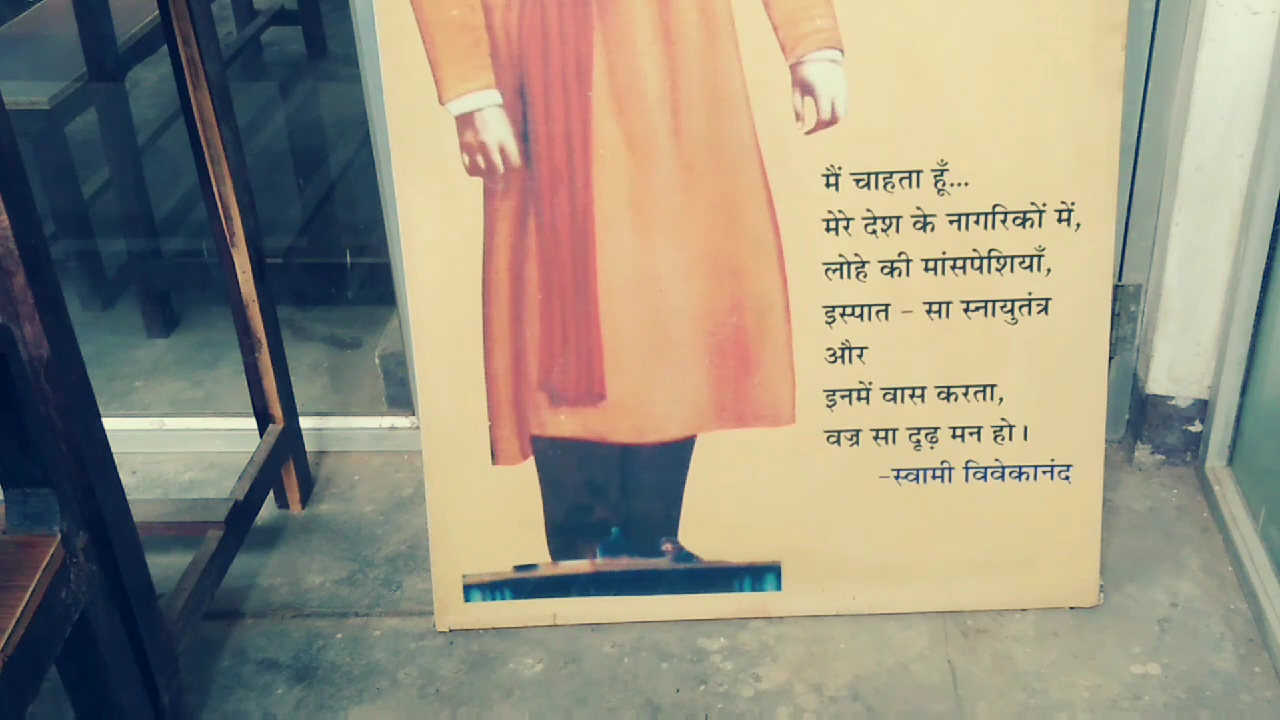 मैं चाहता हूँ...
मेरे देश के नागरिकों में,
लोहे की मांसपेशियाँ,
इस्पात - सा स्नायुतंत्र
और
इनमें वास करता,
वज्र सा दृढ़ मन हो।
-स्वामी विवेकानंद